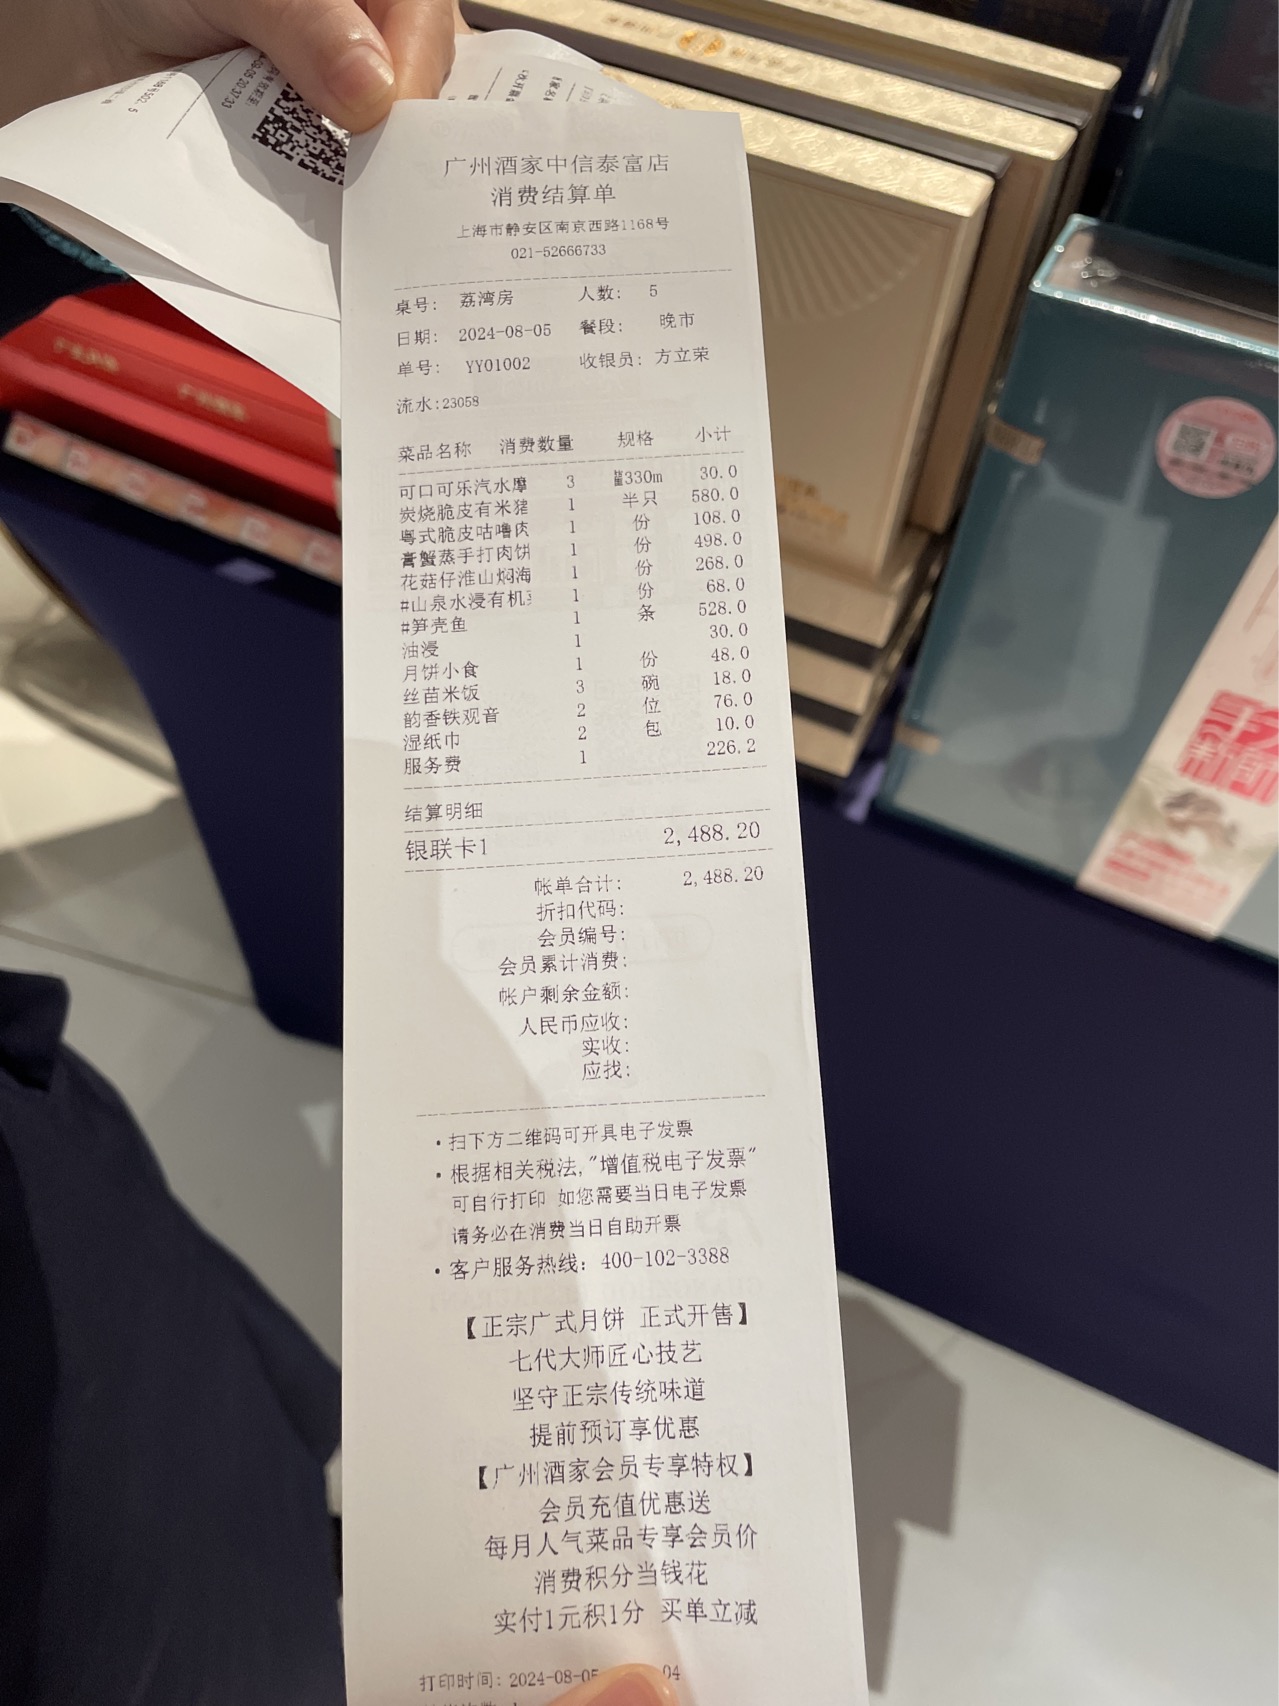 广州酒家中信泰富店
消费结算单
上海市静安区南京西路1168号
021-52666733
桌号: 荔湾房 人数: 5
日期: 2024-08-05 餐段: 晚市
单号: YY01002 收银员: 方立荣
流水:23058
菜品名称 消费数量 规格 小计
可口可乐汽水摩 3 330m 30.0
炭烧脆皮有米猪 1 半只 580.0
粤式脆皮咕噜肉 1 份 108.0
膏蟹蒸手打肉饼 1 份 498.0
花菇仔淮山焖海 1 份 268.0
#山泉水浸有机 1 份 68.0
#笋壳鱼 1 条 528.0
油浸 1 30.0
月饼小食 1 份 48.0
丝苗米饭 3 碗 18.0
韵香铁观音 2 位 76.0
湿纸巾 2 包 10.0
服务费 1 226.2
结算明细
银联卡1 2,488.20
帐单合计: 2,488.20
折扣代码:
会员编号:
会员累计消费:
帐户剩余金额:
人民币应收:
实收:
应找:
·扫下方二维码可开具电子发票
·根据相关税法,"增值税电子发票"
可自行打印 如您需要当日电子发票
请务必在消费当日自助开票
·客户服务热线: 400-102-3388
【正宗广式月饼 正式开售】
七代大师匠心技艺
坚守正宗传统味道
提前预订享优惠
【广州酒家会员专享特权】
会员充值优惠送
每月人气菜品专享会员价
消费积分当钱花
实付1元积1分 买单立减
打印时间: 2024-08-05 04